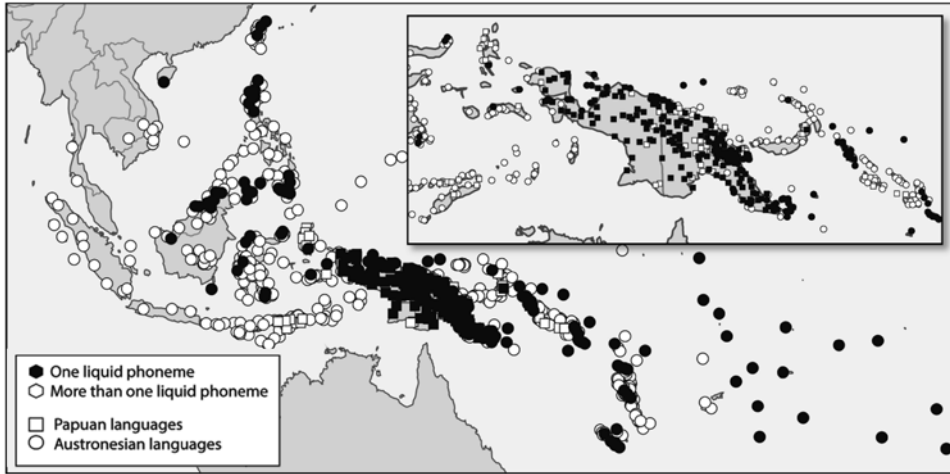 One liquid phoneme
More than one liquid phoneme
Papuan languages
Austronesian languages